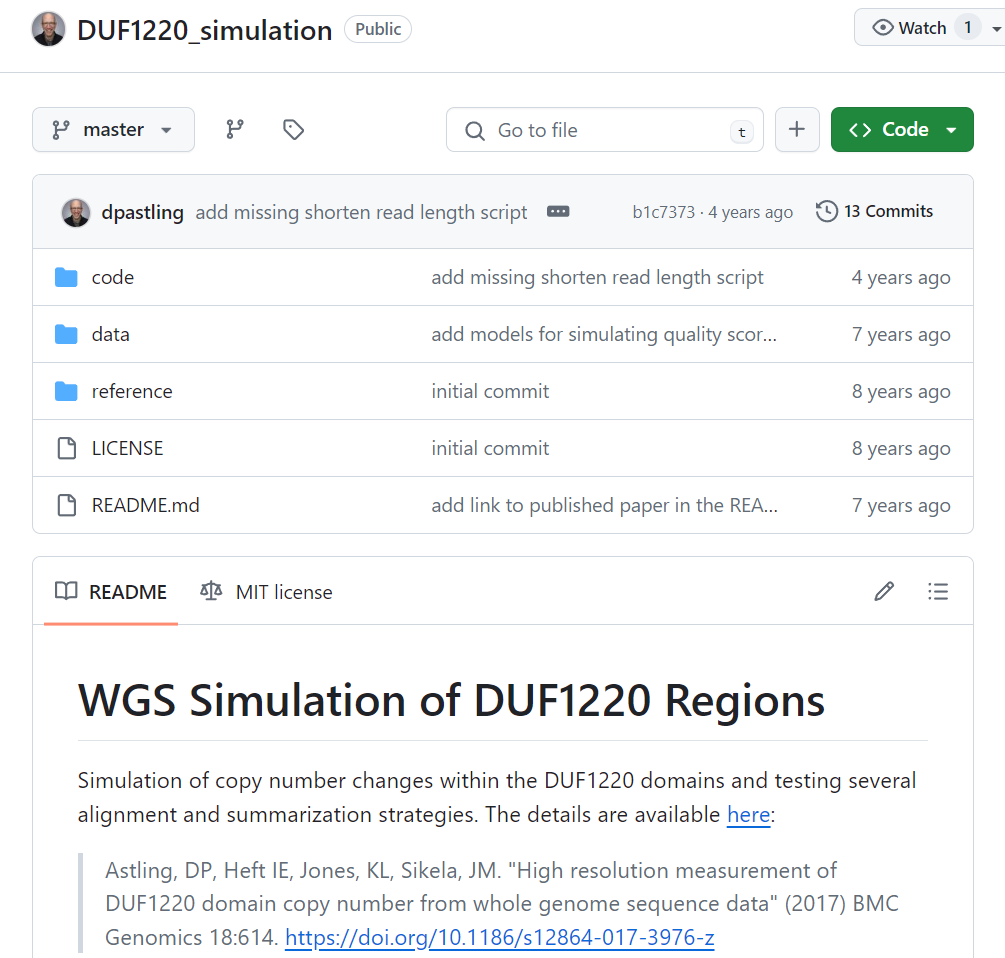 DUF1220_simulation Public Watch 1
master Go to file t Code
dpastling add missing shorten read length script b1c7373 · 4 years ago 13 Commits
code add missing shorten read length script 4 years ago
data add models for simulating quality scor... 7 years ago
reference initial commit 8 years ago
LICENSE initial commit 8 years ago
README.md add link to published paper in the REA... 7 years ago
README MIT license
WGS Simulation of DUF1220 Regions
Simulation of copy number changes within the DUF1220 domains and testing several
alignment and summarization strategies. The details are available here:
Astling, DP, Heft IE, Jones, KL, Sikela, JM. "High resolution measurement of
DUF1220 domain copy number from whole genome sequence data" (2017) BMC
Genomics 18:614. https://doi.org/10.1186/s12864-017-3976-z